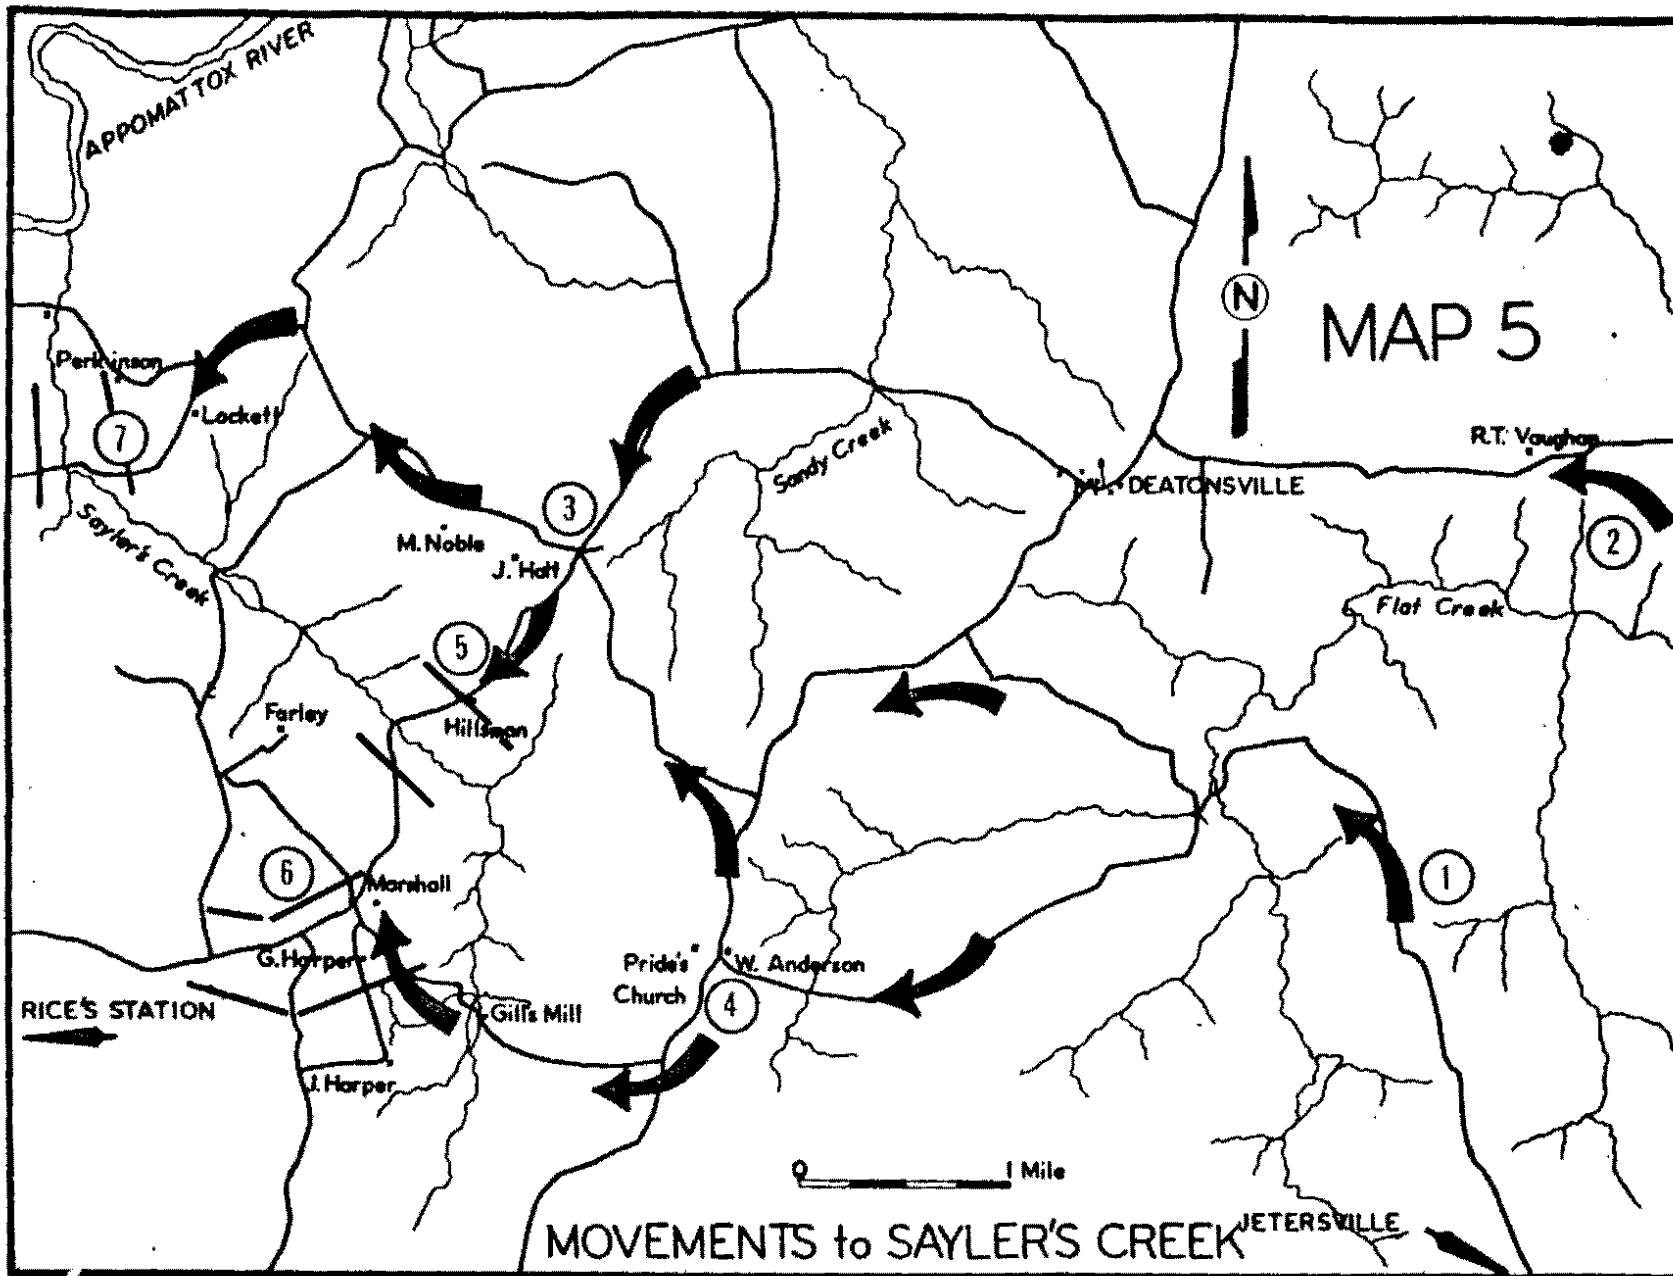 APPOMATTOX RIVER
N
MAP 5
Perkinson
Lockett
7
R.T. Vaughan
Sandy Creek
DEATONSVILLE
3
2
Sayler's Creek
M. Noble
J. Hott
Flat Creek
5
Farley
Hillsman
6
Marshall
1
G. Harper
Pride's
Church
W. Anderson
4
RICE'S STATION
Gill's Mill
J. Harper
0 1 Mile
MOVEMENTS to SAYLER'S CREEK
JETERSVILLE